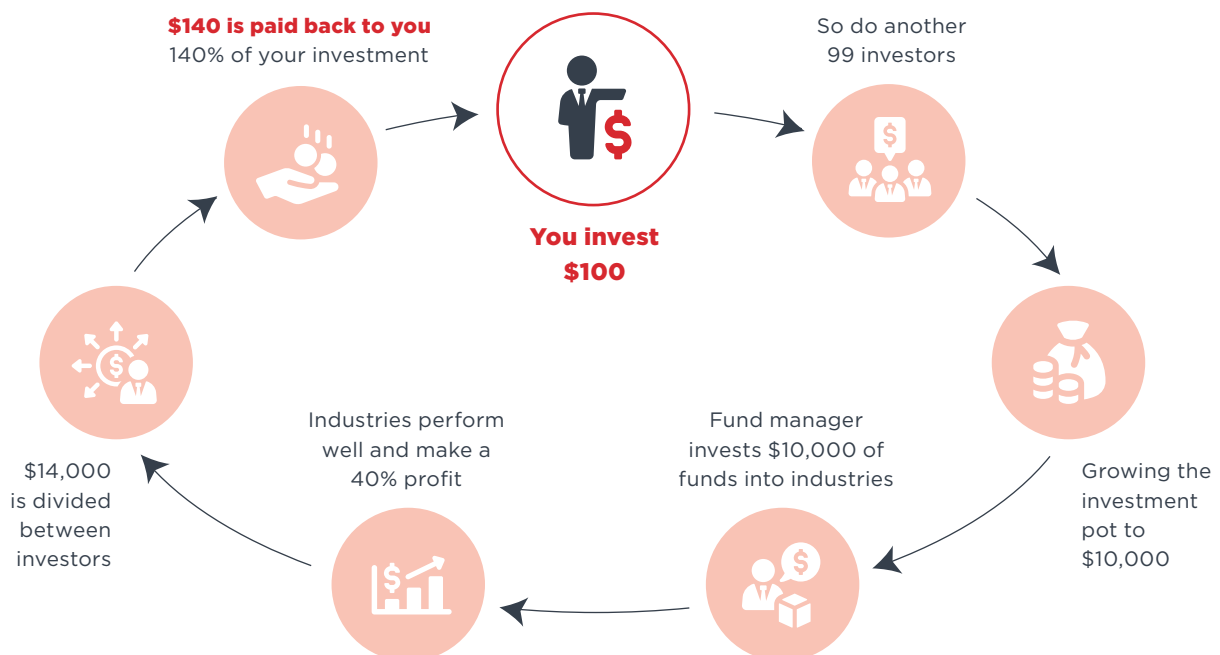 $140 is paid back to you
140% of your investment
$
You invest
$100
So do another
99 investors
$
Growing the
investment
pot to
$10,000
Fund manager
invests $10,000 of
funds into industries
$
Industries perform
well and make a
40% profit
$
$14,000
is divided
between
investors
$